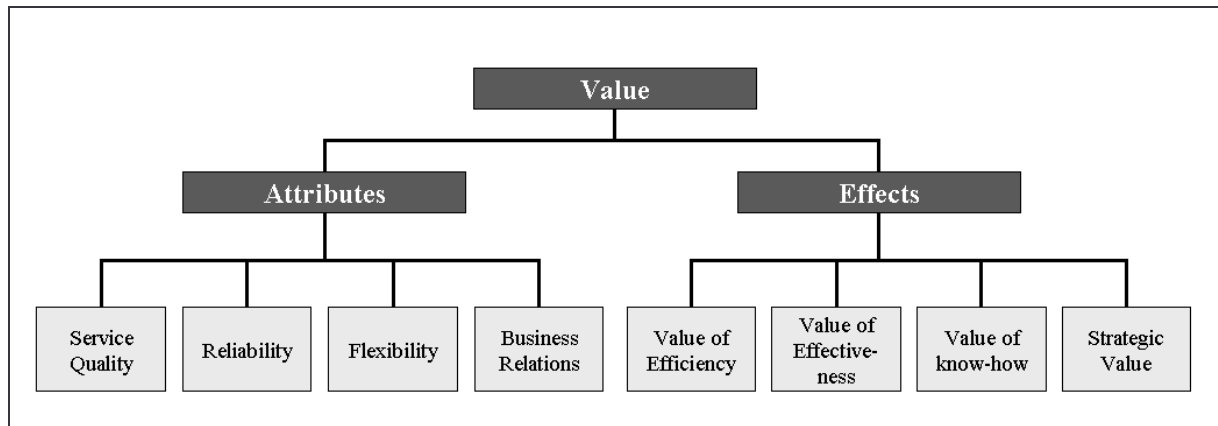 Value
Attributes
Effects
Service
Quality
Reliability
Flexibility
Business
Relations
Value of
Efficiency
Value of
Effective-
ness
Value of
know-how
Strategic
Value